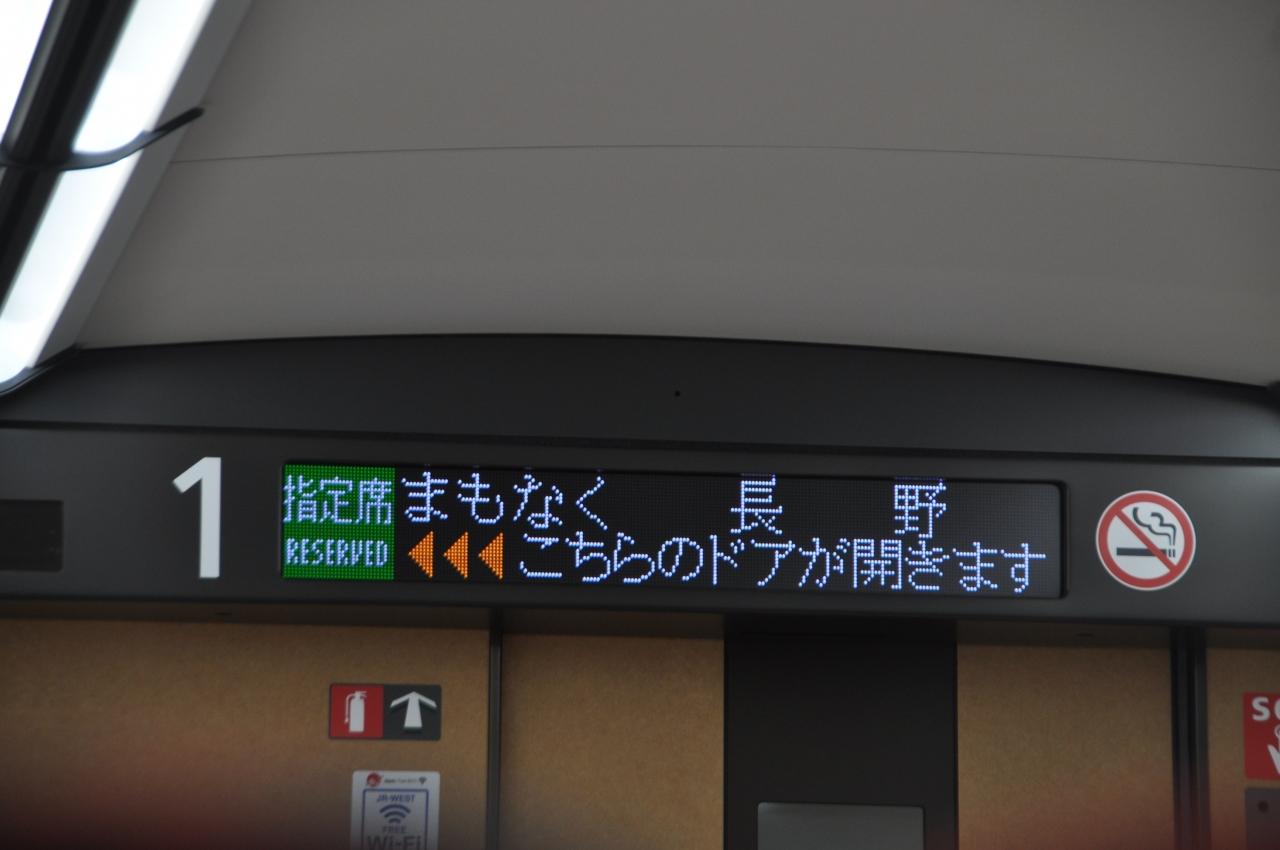 1
指定席
RESERVED
まもなく 長 野
こちらのドアが開きます
JR-WEST
FREE
Wi-Fi